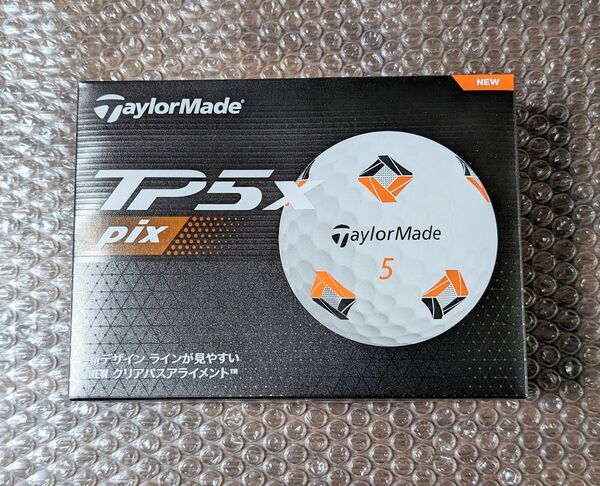 NEW
TaylorMade
TP5x
pix
TaylorMade
5
新デザイン ラインが見やすい
NEW クリアパスアライメント™